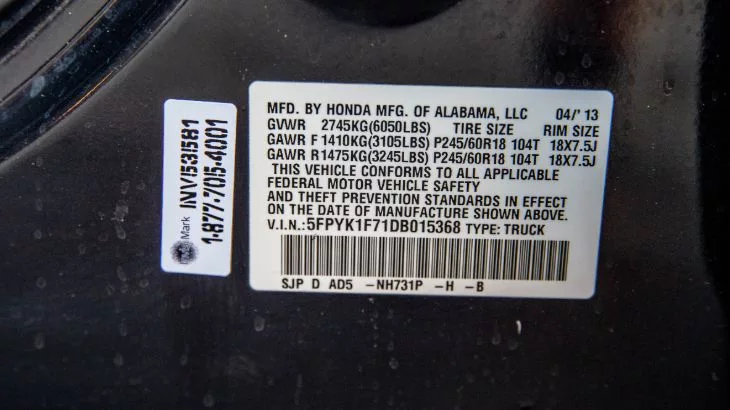 MFD. BY HONDA MFG. OF ALABAMA, LLC 04/'13
GVWR 2745KG(6050LBS) TIRE SIZE RIM SIZE
GAWR F 1410KG(3105LBS) P245/60R18 104T 18X7.5J
GAWR R 1475KG(3245LBS) P245/60R18 104T 18X7.5J
THIS VEHICLE CONFORMS TO ALL APPLICABLE
FEDERAL MOTOR VEHICLE SAFETY
AND THEFT PREVENTION STANDARDS IN EFFECT
ON THE DATE OF MANUFACTURE SHOWN ABOVE.
V.I.N.: 5FPYK1F71DB015368 TYPE: TRUCK
SJP D AD5 -NH731P -H -B
Mark INV153I581
1-877-705-4001